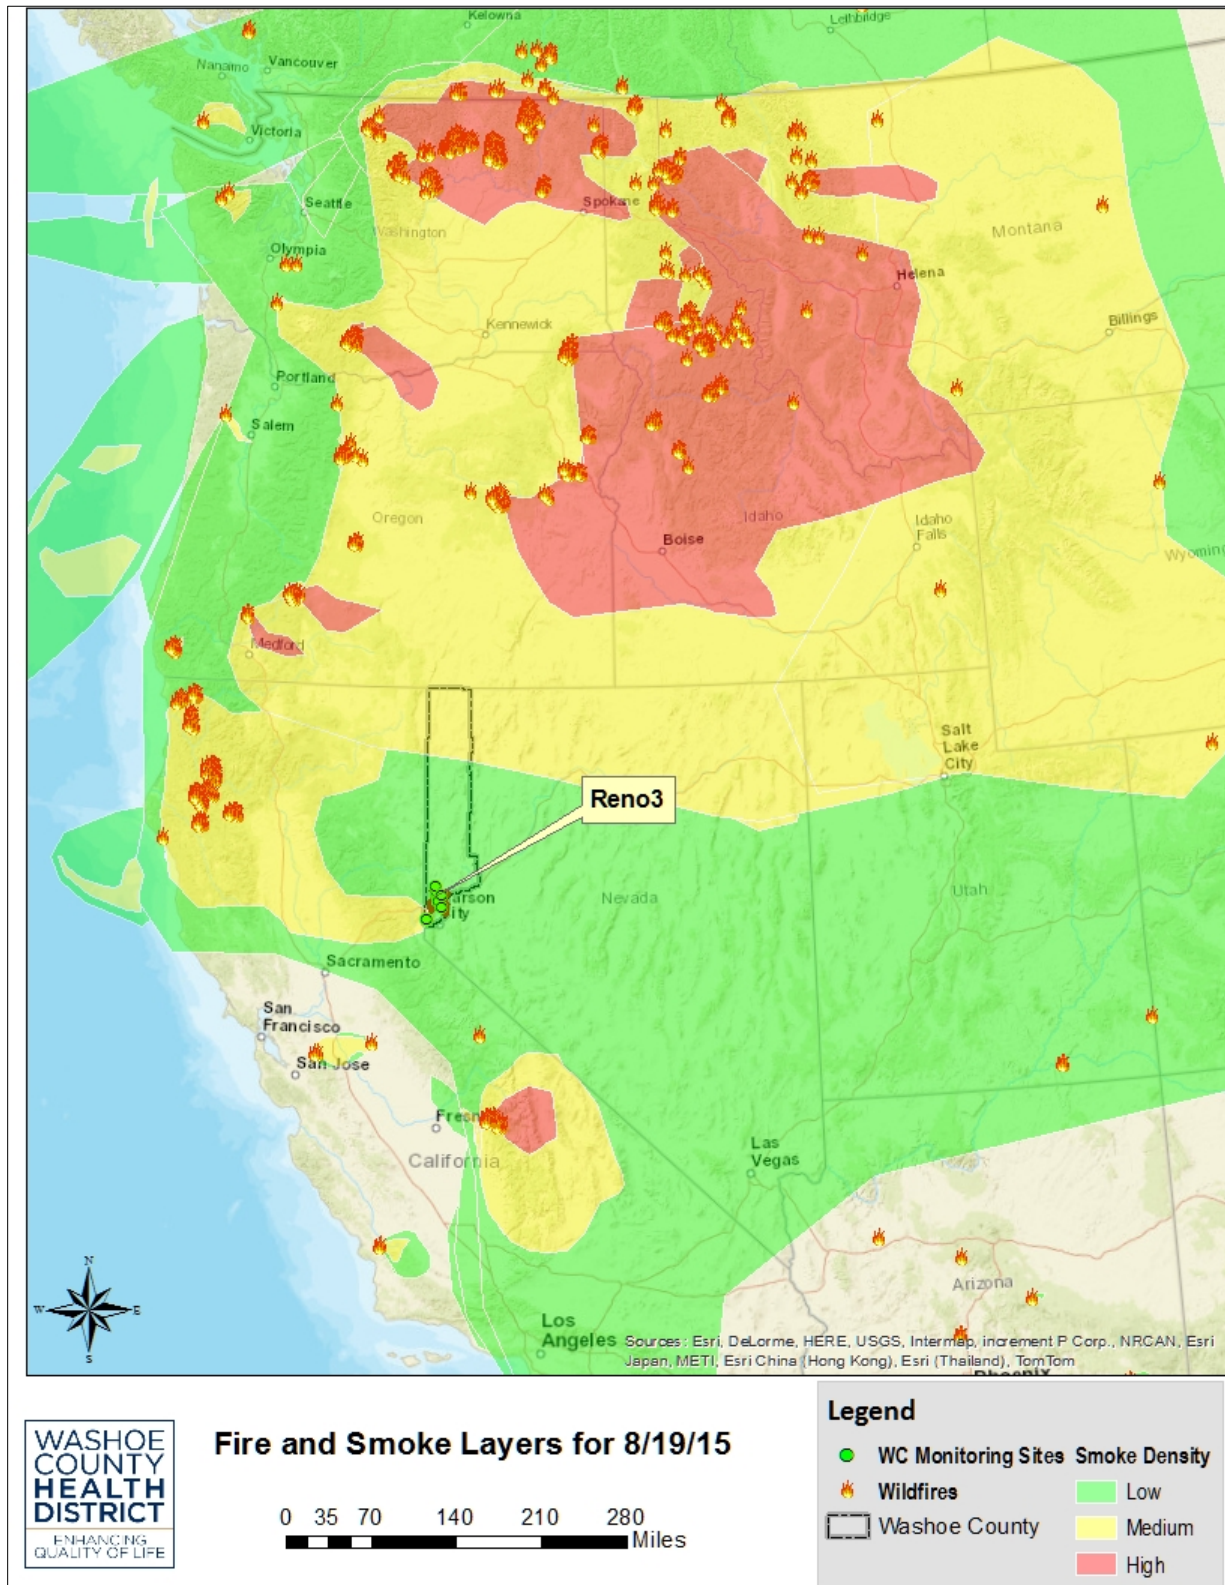 Kelowna
Lethbridge
Nanaimo
Vancouver
Victoria
Seattle
Spokane
Washington
Montana
Olympia
Helena
Kennewick
Billings
Portland
Salem
Oregon
Idaho
Idaho
Falls
Boise
Wyoming
Medford
Salt
Lake
City
Reno3
Nevada
Utah
Sacramento
San
Francisco
San Jose
California
Las
Vegas
Los
Angeles
Arizona
N
W
E
S
Sources: Esri, DeLorme, HERE, USGS, Intermap, increment P Corp., NRCAN, Esri
Japan, METI, Esri China (Hong Kong), Esri (Thailand), TomTom
WASHOE
COUNTY
HEALTH
DISTRICT
ENHANCING
QUALITY OF LIFE
Fire and Smoke Layers for 8/19/15
0 35 70 140 210 280
Miles
Legend
WC Monitoring Sites
Wildfires
Washoe County
Smoke Density
Low
Medium
High